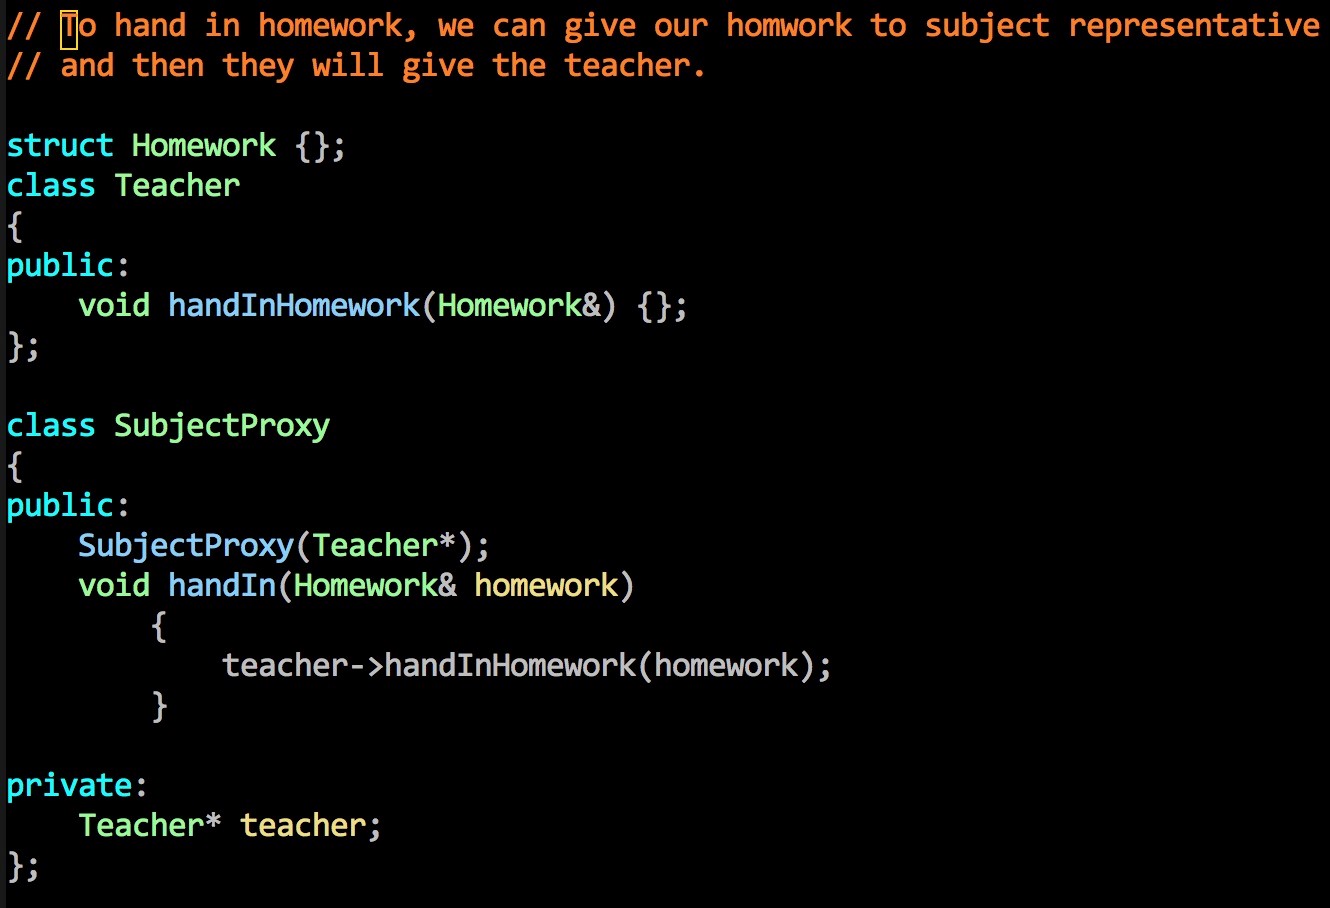 // To hand in homework, we can give our homwork to subject representative
// and then they will give the teacher.
struct Homework {};
class Teacher
{
public:
    void handInHomework(Homework&) {};
};
class SubjectProxy
{
public:
    SubjectProxy(Teacher*);
    void handIn(Homework& homework)
        {
            teacher->handInHomework(homework);
        }
private:
    Teacher* teacher;
};